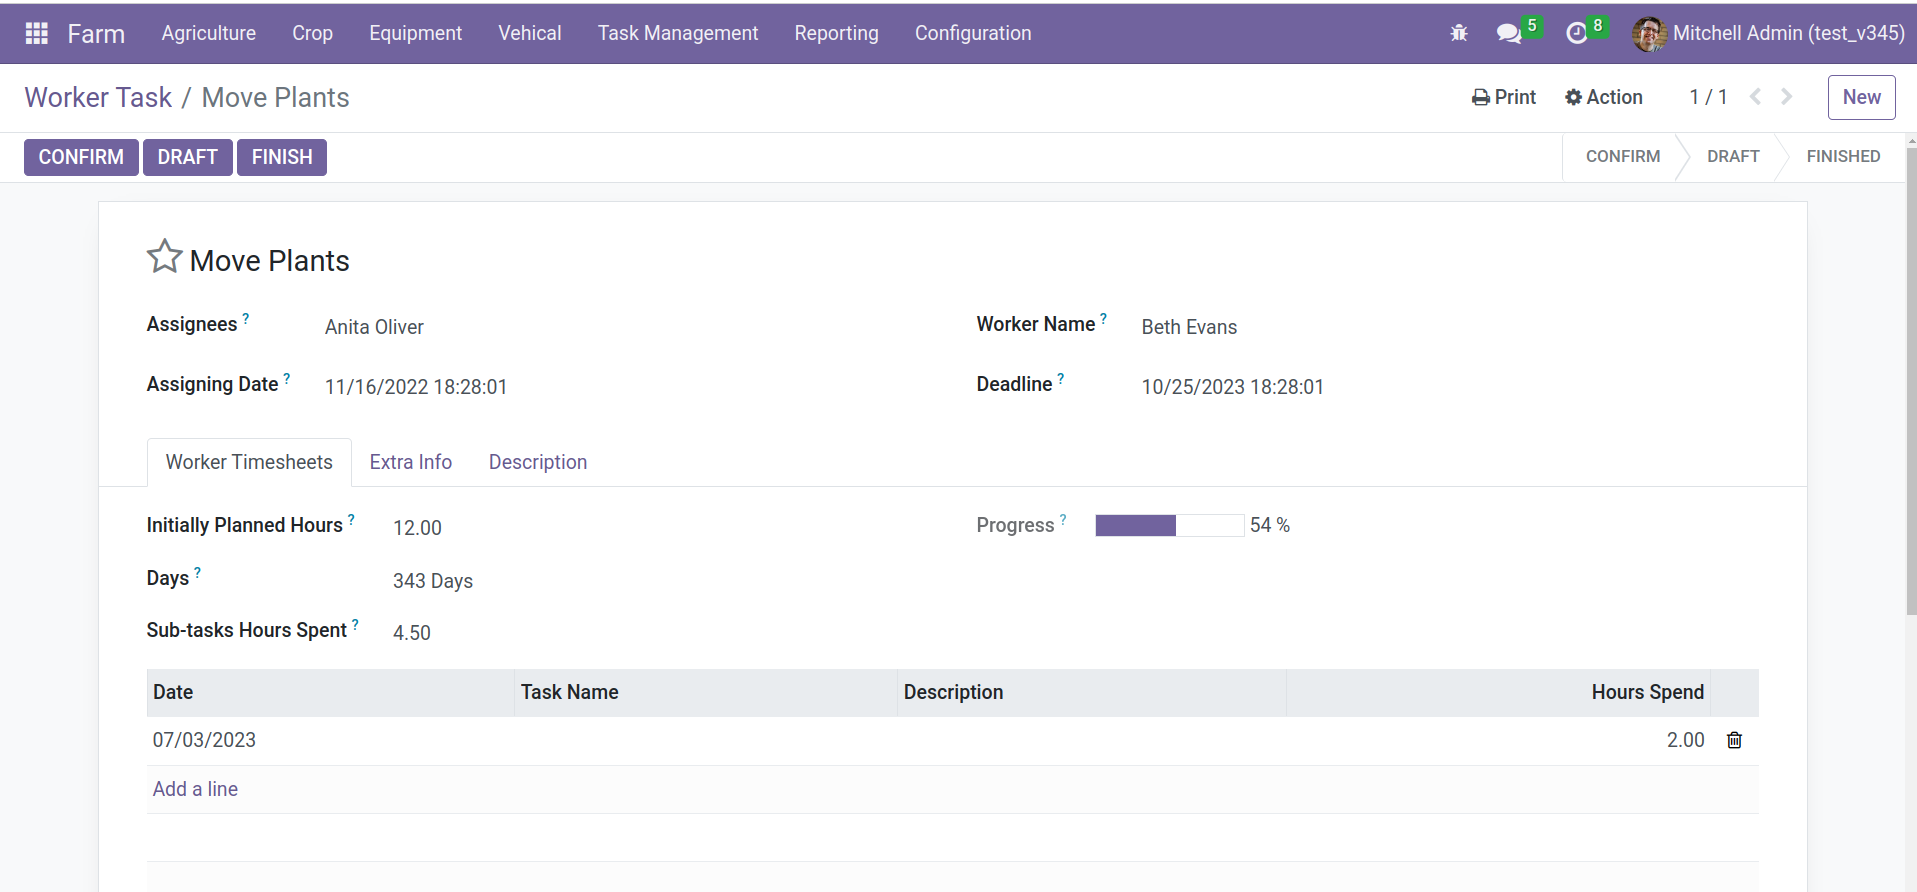 Farm Agriculture Crop Equipment Vehical Task Management Reporting Configuration 5 8 Mitchell Admin (test_v345)
Worker Task / Move Plants Print Action 1 / 1 New
CONFIRM DRAFT FINISH CONFIRM DRAFT FINISHED
Move Plants
Assignees ? Anita Oliver Worker Name ? Beth Evans
Assigning Date ? 11/16/2022 18:28:01 Deadline ? 10/25/2023 18:28:01
Worker Timesheets Extra Info Description
Initially Planned Hours ? 12.00 Progress ? 54 %
Days ? 343 Days
Sub-tasks Hours Spent ? 4.50
Date Task Name Description Hours Spend
07/03/2023 2.00
Add a line